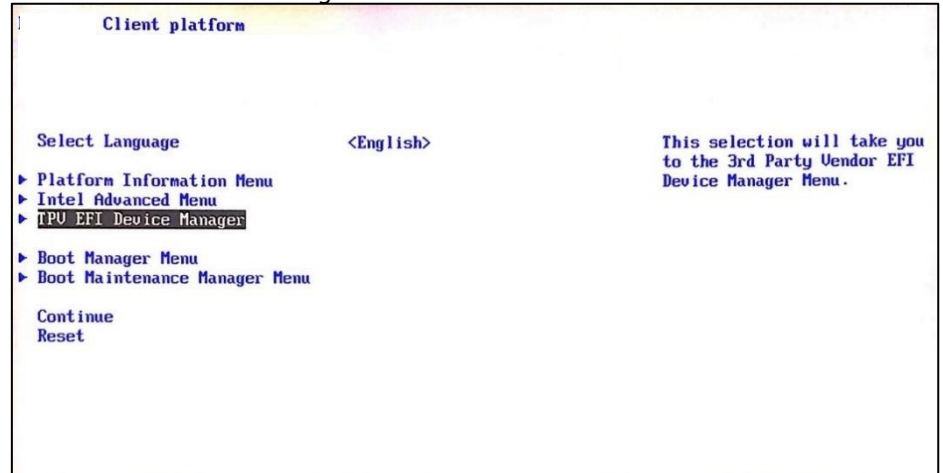 Client platform
Select Language <English> This selection will take you
to the 3rd Party Vendor EFI
▶ Platform Information Menu Device Manager Menu.
▶ Intel Advanced Menu
▶ TPV EFI Device Manager
▶ Boot Manager Menu
▶ Boot Maintenance Manager Menu
Continue
Reset